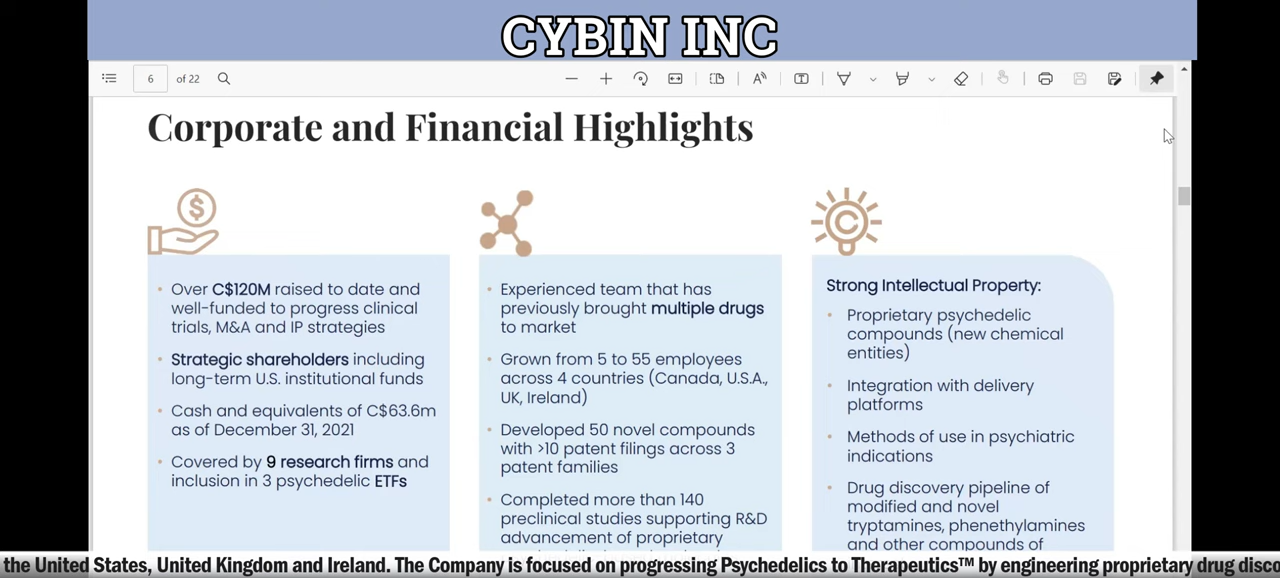 CYBIN INC
6 of 22
Corporate and Financial Highlights
Over C$120M raised to date and
well-funded to progress clinical
trials, M&A and IP strategies
Strategic shareholders including
long-term U.S. institutional funds
Cash and equivalents of C$63.6m
as of December 31, 2021
Covered by 9 research firms and
inclusion in 3 psychedelic ETFs
Experienced team that has
previously brought multiple drugs
to market
Grown from 5 to 55 employees
across 4 countries (Canada, U.S.A.,
UK, Ireland)
Developed 50 novel compounds
with >10 patent filings across 3
patent families
Completed more than 140
preclinical studies supporting R&D
advancement of proprietary
Strong Intellectual Property:
Proprietary psychedelic
compounds (new chemical
entities)
Integration with delivery
platforms
Methods of use in psychiatric
indications
Drug discovery pipeline of
modified and novel
tryptamines, phenethylamines
and other compounds of
the United States, United Kingdom and Ireland. The Company is focused on progressing Psychedelics to Therapeutics™ by engineering proprietary drug disco